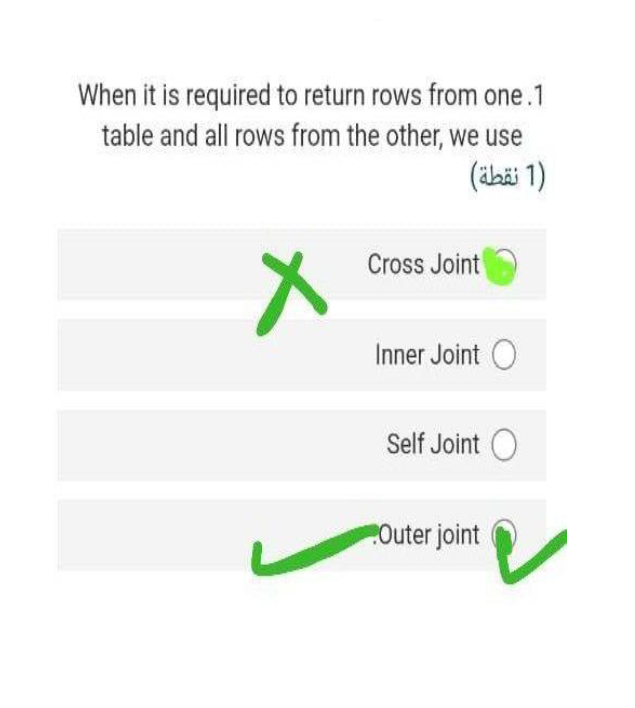 When it is required to return rows from one .1
table and all rows from the other, we use
(1 نقطة)
Cross Joint
Inner Joint
Self Joint
.Outer joint